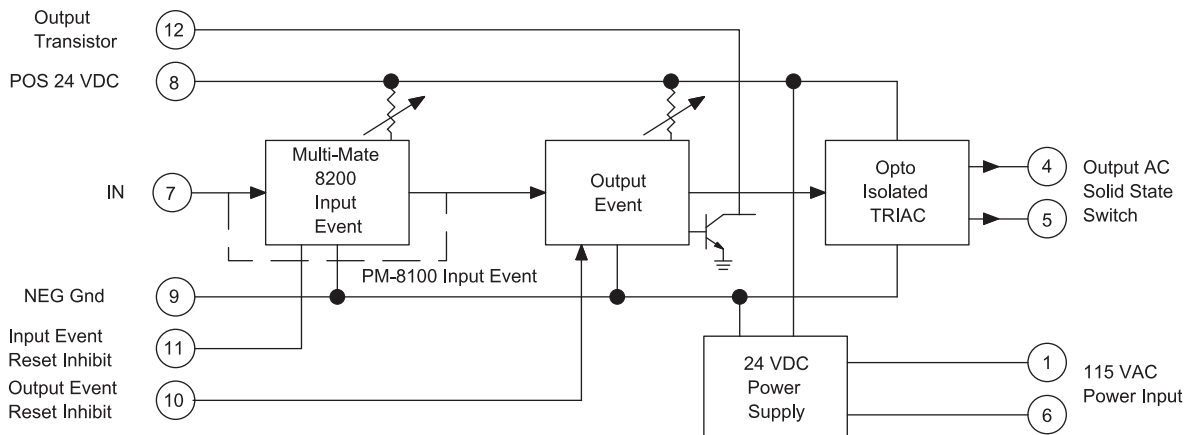 Output
Transistor
12
POS 24 VDC
8
Multi-Mate
8200
Input
Event
Output
Event
Opto
Isolated
TRIAC
4
Output AC
Solid State
Switch
5
IN
7
PM-8100 Input Event
NEG Gnd
9
Input Event
Reset Inhibit
11
Output Event
Reset Inhibit
10
24 VDC
Power
Supply
1
115 VAC
Power Input
6